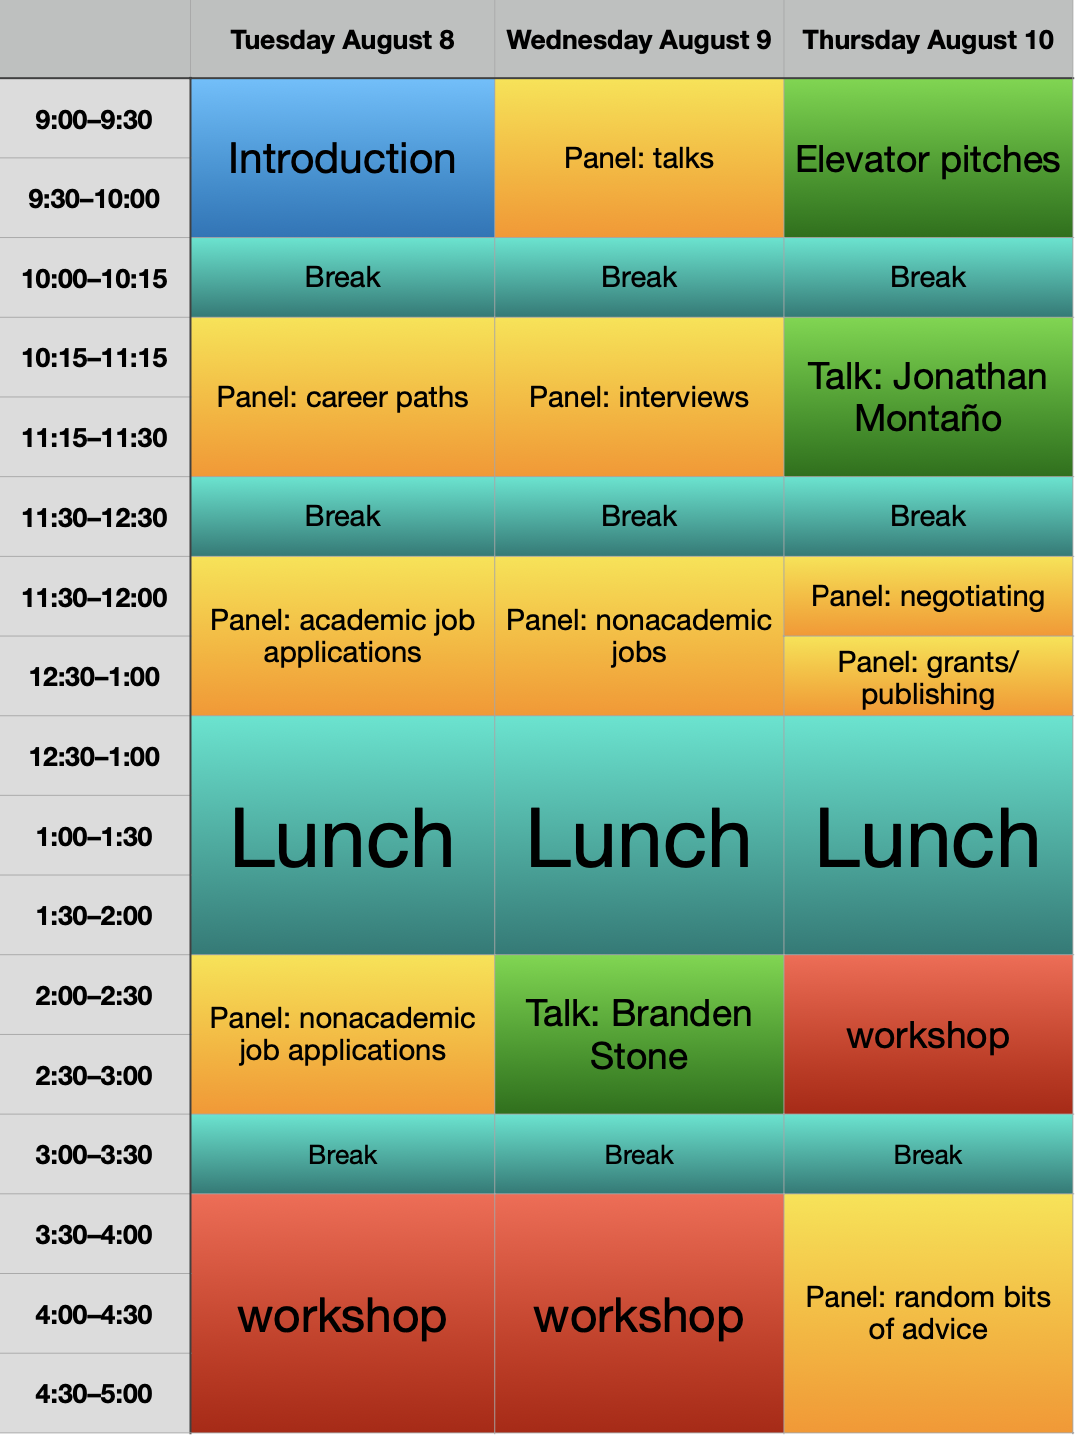 Tuesday August 8 Wednesday August 9 Thursday August 10
9:00–9:30
Introduction Panel: talks Elevator pitches
9:30–10:00
10:00–10:15 Break Break Break
10:15–11:15
Panel: career paths Panel: interviews Talk: Jonathan
Montaño
11:15–11:30
11:30–12:30 Break Break Break
11:30–12:00 Panel: negotiating
Panel: academic job Panel: nonacademic
applications jobs
12:30–1:00 Panel: grants/
publishing
12:30–1:00
1:00–1:30 Lunch Lunch Lunch
1:30–2:00
2:00–2:30
Panel: nonacademic Talk: Branden workshop
job applications Stone
2:30–3:00
3:00–3:30 Break Break Break
3:30–4:00
4:00–4:30 workshop workshop Panel: random bits
of advice
4:30–5:00